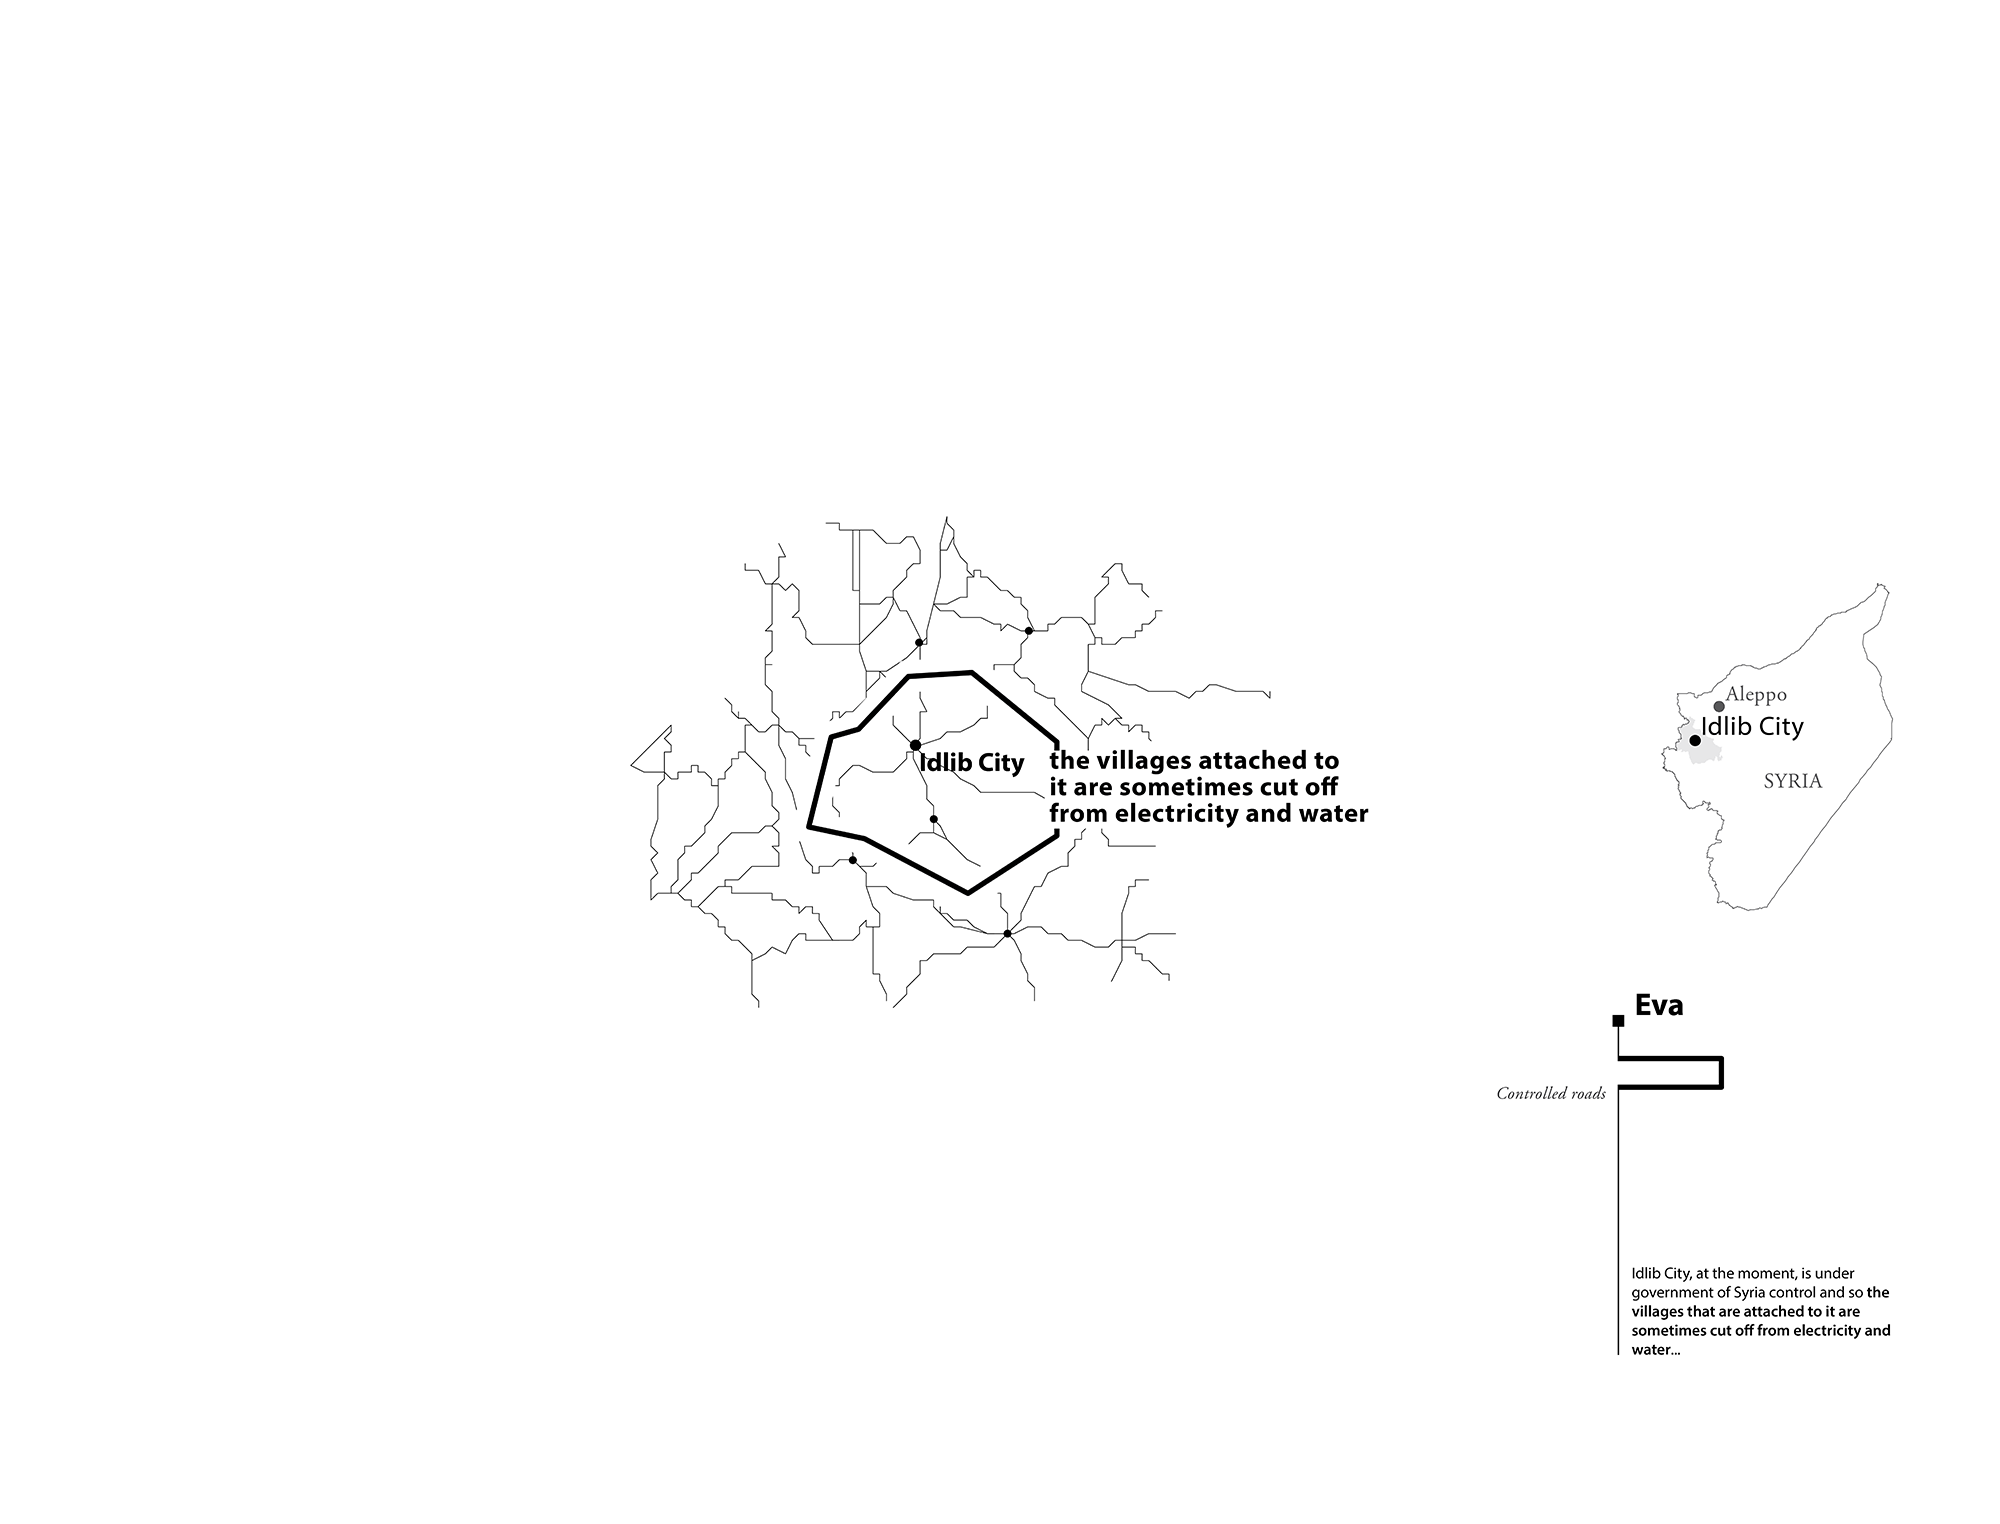 Idlib City
the villages attached to
it are sometimes cut off
from electricity and water
Aleppo
Idlib City
SYRIA
Eva
Controlled roads
Idlib City, at the moment, is under
government of Syria control and so the
villages that are attached to it are
sometimes cut off from electricity and
water...